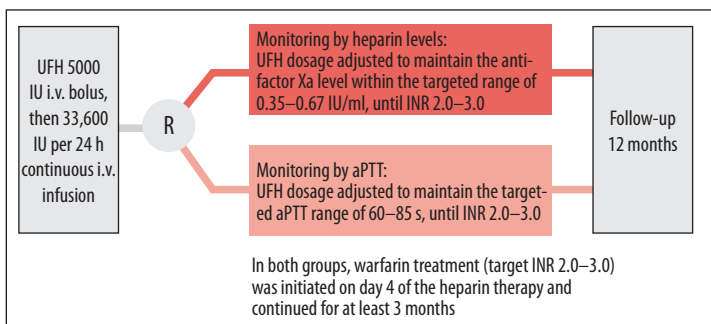 UFH 5000
IU i.v. bolus,
then 33,600
IU per 24 h
continuous i.v.
infusion
R
Monitoring by heparin levels:
UFH dosage adjusted to maintain the anti-
factor Xa level within the targeted range of
0.35–0.67 IU/ml, until INR 2.0–3.0
Monitoring by aPTT:
UFH dosage adjusted to maintain the target-
ed aPTT range of 60–85 s, until INR 2.0–3.0
Follow-up
12 months
In both groups, warfarin treatment (target INR 2.0–3.0)
was initiated on day 4 of the heparin therapy and
continued for at least 3 months